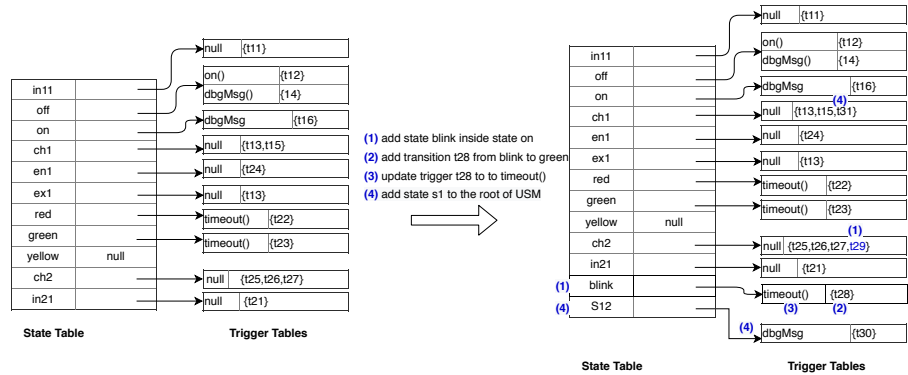 in11
off
on
ch1
en1
ex1
red
green
yellow null
ch2
in21
State Table
null {t11}
on() {t12}
dbgMsg() {14}
dbgMsg {t16}
null {t13,t15}
null {t24}
null {t13}
timeout() {t22}
timeout() {t23}
null {t25,t26,t27}
null {t21}
Trigger Tables
(1) add state blink inside state on
(2) add transition t28 from blink to green
(3) update trigger t28 to to timeout()
(4) add state s1 to the root of USM
in11
off
on
ch1
en1
ex1
red
green
yellow null
ch2
in21
(1) blink
(4) S12
State Table
null {t11}
on() {t12}
dbgMsg() {14}
dbgMsg {t16}
(4)
null {t13,t15,t31}
null {t24}
null {t13}
timeout() {t22}
timeout() {t23}
(1)
null {t25,t26,t27,t29}
null {t21}
timeout() {t28}
(3) (2)
(4) dbgMsg {t30}
Trigger Tables